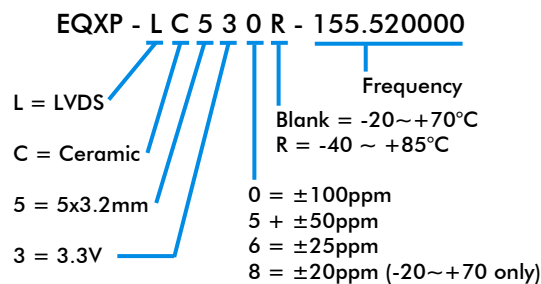 EQXP - L C 5 3 0 R - 155.520000
Frequency
L = LVDS
Blank = -20~+70°C
R = -40 ~ +85°C
C = Ceramic
5 = 5x3.2mm
0 = ±100ppm
5 + ±50ppm
6 = ±25ppm
3 = 3.3V
8 = ±20ppm (-20~+70 only)